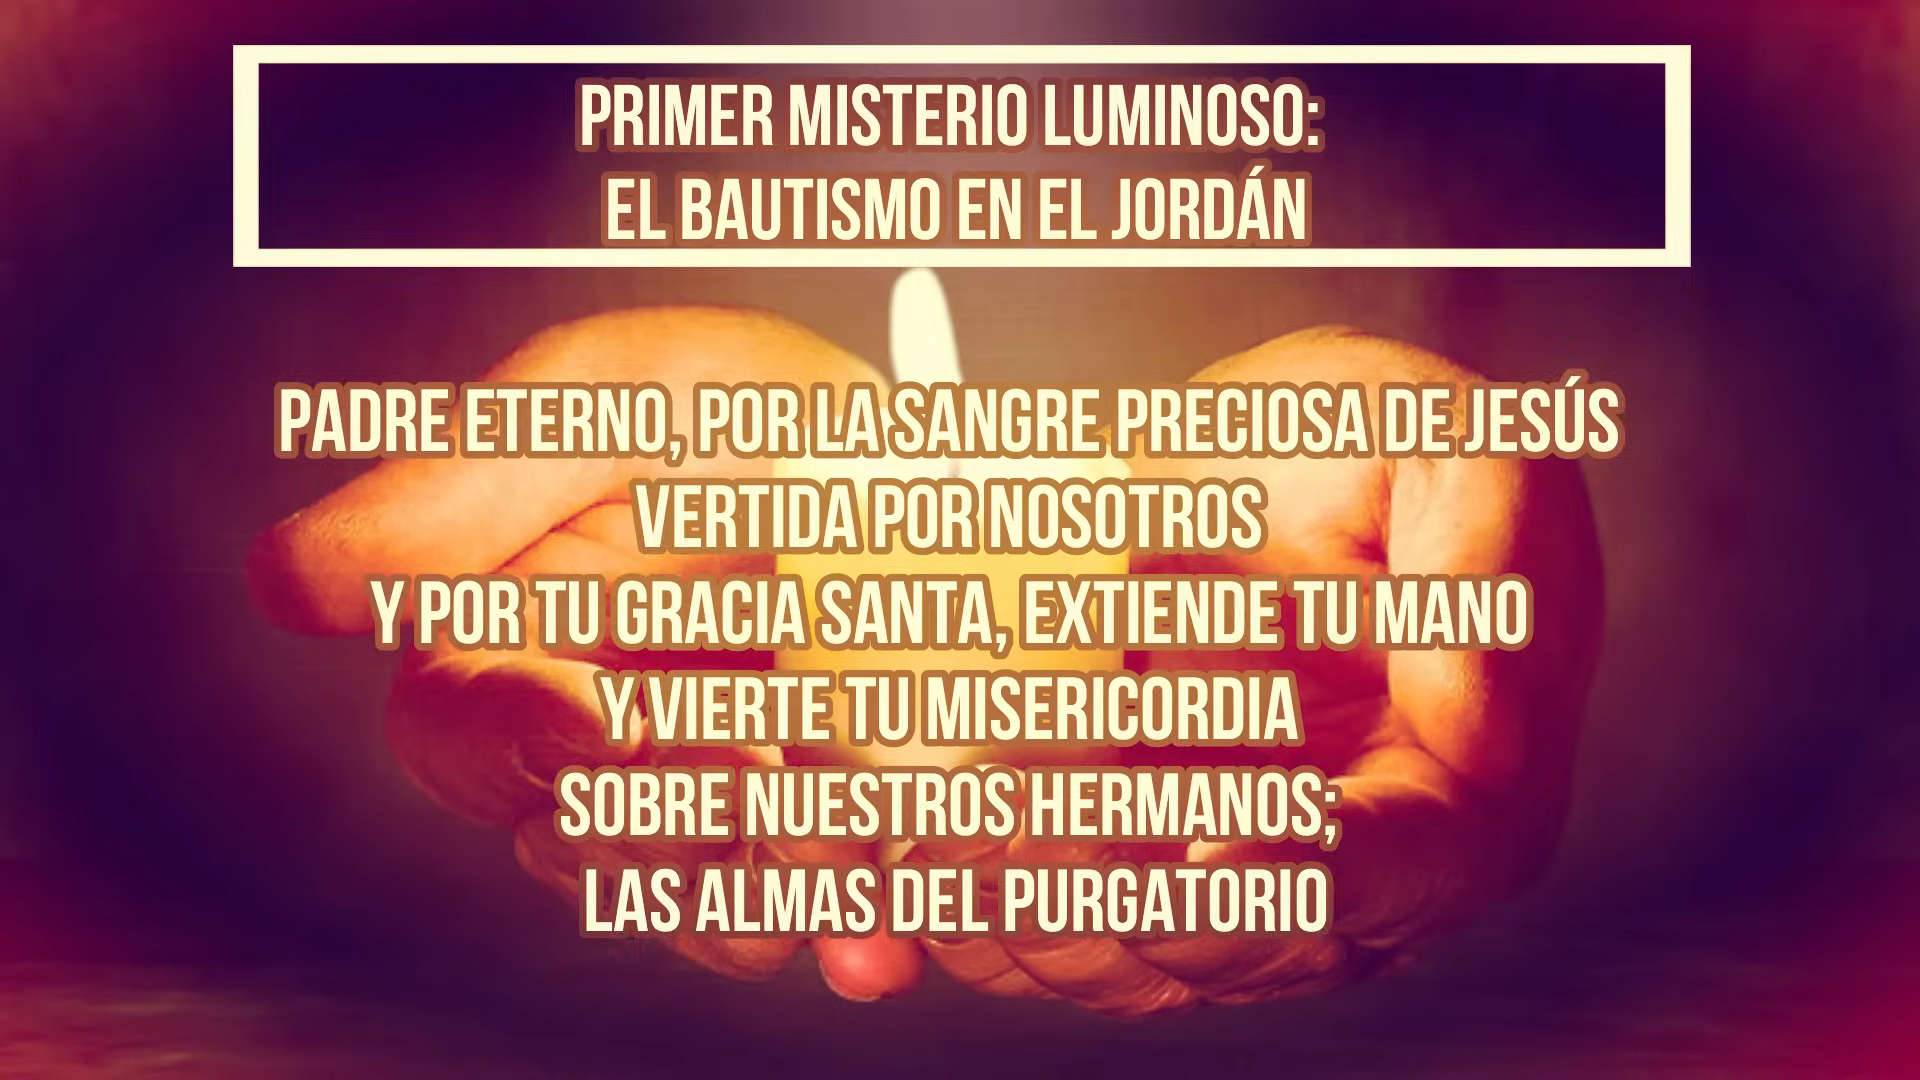 PRIMER MISTERIO LUMINOSO:
EL BAUTISMO EN EL JORDÁN
PADRE ETERNO, POR LA SANGRE PRECIOSA DE JESÚS
VERTIDA POR NOSOTROS
Y POR TU GRACIA SANTA, EXTIENDE TU MANO
Y VIERTE TU MISERICORDIA
SOBRE NUESTROS HERMANOS;
LAS ALMAS DEL PURGATORIO